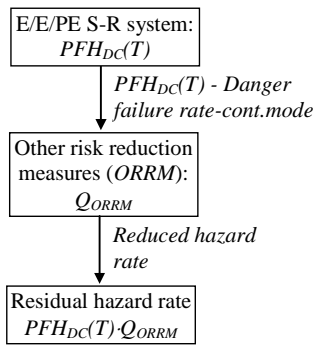 E/E/PE S-R system:
PFH_DC(T)
PFH_DC(T) - Danger
failure rate-cont.mode
Other risk reduction
measures (ORRM):
Q_ORRM
Reduced hazard
rate
Residual hazard rate
PFH_DC(T)·Q_ORRM